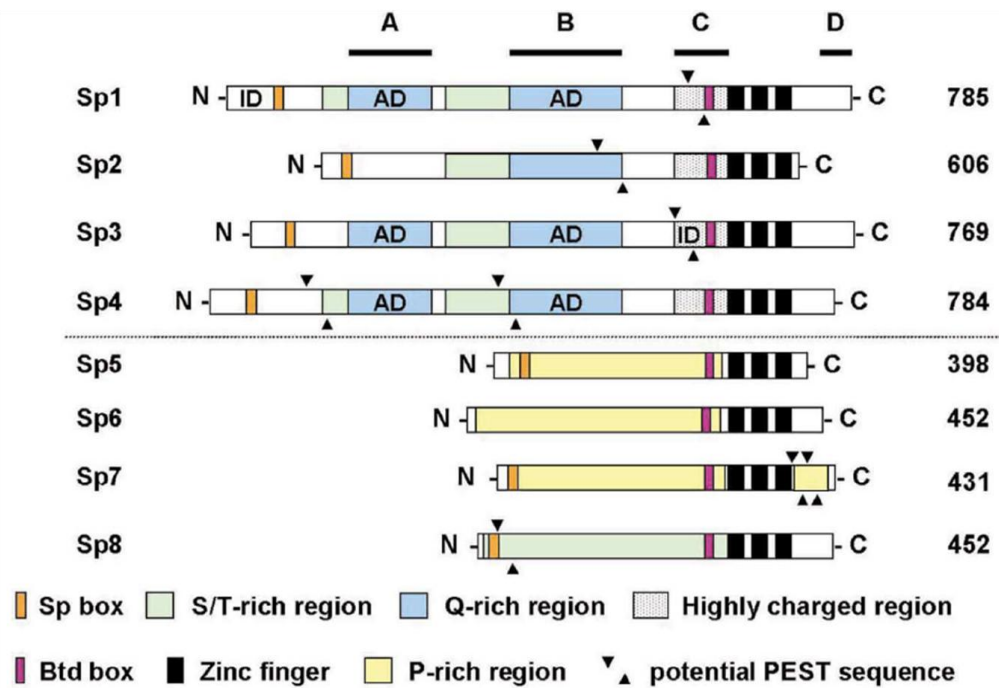 A B C D
Sp1 N ID AD AD C 785
Sp2 N C 606
Sp3 N AD AD ID C 769
Sp4 N AD AD C 784
Sp5 N C 398
Sp6 N C 452
Sp7 N C 431
Sp8 N C 452
Sp box S/T-rich region Q-rich region Highly charged region
Btd box Zinc finger P-rich region potential PEST sequence